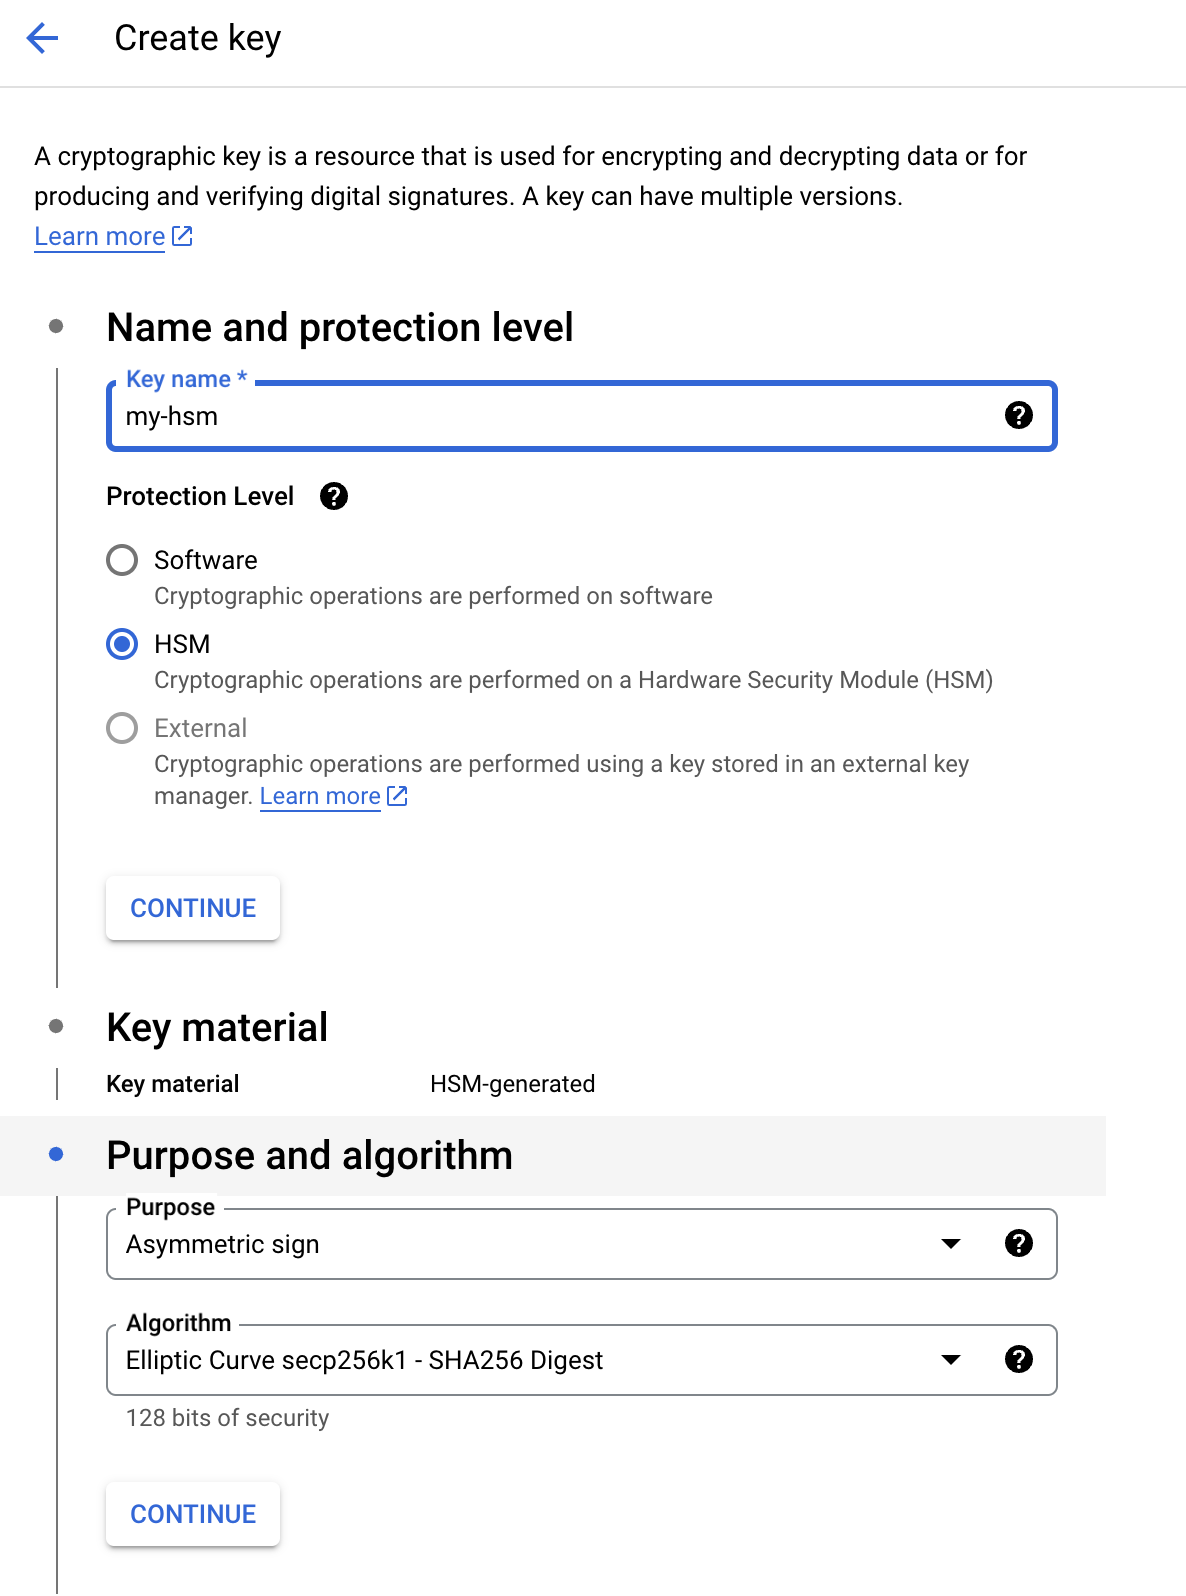 Create key
A cryptographic key is a resource that is used for encrypting and decrypting data or for
producing and verifying digital signatures. A key can have multiple versions.
Learn more
Name and protection level
Key name *
my-hsm
Protection Level
Software
Cryptographic operations are performed on software
HSM
Cryptographic operations are performed on a Hardware Security Module (HSM)
External
Cryptographic operations are performed using a key stored in an external key
manager. Learn more
CONTINUE
Key material
Key material HSM-generated
Purpose and algorithm
Purpose
Asymmetric sign
Algorithm
Elliptic Curve secp256k1 - SHA256 Digest
128 bits of security
CONTINUE